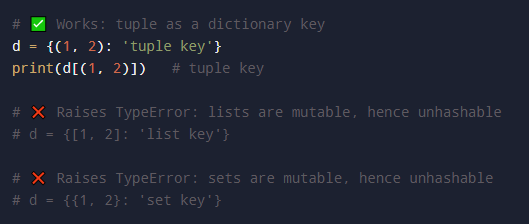 # ✅ Works: tuple as a dictionary key
d = {(1, 2): 'tuple key'}
print(d[(1, 2)])   # tuple key
# ❌ Raises TypeError: lists are mutable, hence unhashable
# d = {[1, 2]: 'list key'}
# ❌ Raises TypeError: sets are mutable, hence unhashable
# d = {{1, 2}: 'set key'}